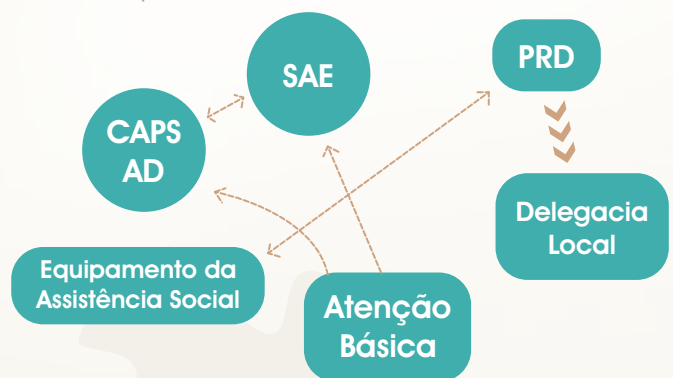 SAE
PRD
CAPS
AD
Delegacia
Local
Equipamento da
Assistência Social
Atenção
Básica